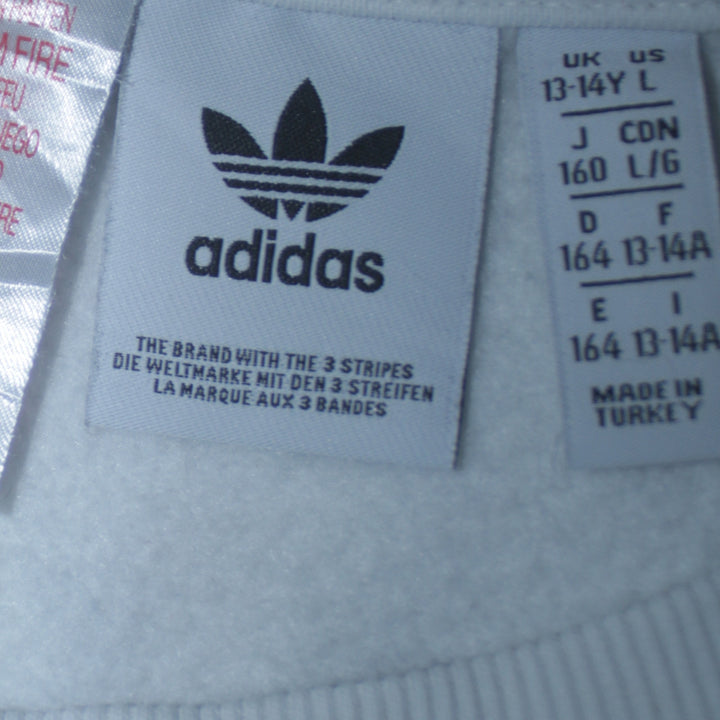 M FIRE
FEU
adidas
THE BRAND WITH THE 3 STRIPES
DIE WELTMARKE MIT DEN 3 STREIFEN
LA MARQUE AUX 3 BANDES
UK US
13-14Y L
J CDN
160 L/G
D F
164 13-14A
E I
164 13-14A
MADE IN
TURKEY